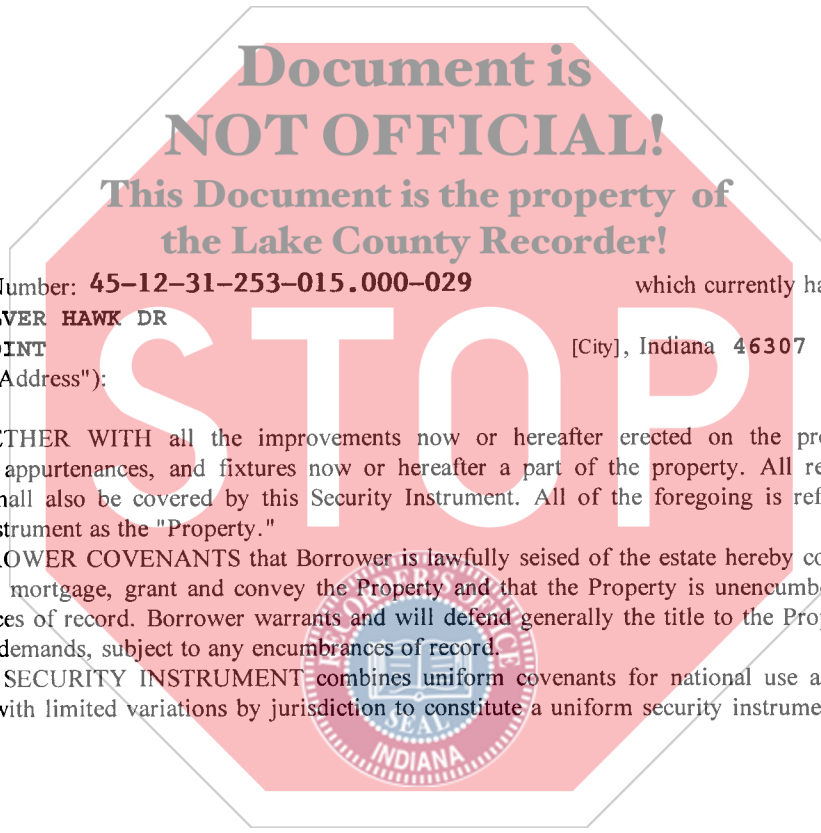 Document is
NOT OFFICIAL!
This Document is the property of
the Lake County Recorder!
Number: 45-12-31-253-015.000-029 which currently ha
VER HAWK DR
OINT [City], Indiana 46307
Address"):
STOP
ETHER WITH all the improvements now or hereafter erected on the pro
appurtenances, and fixtures now or hereafter a part of the property. All re
hall also be covered by this Security Instrument. All of the foregoing is ref
strument as the "Property."
ROWER COVENANTS that Borrower is lawfully seised of the estate hereby co
mortgage, grant and convey the Property and that the Property is unencumb
ces of record. Borrower warrants and will defend generally the title to the Prop
demands, subject to any encumbrances of record.
SECURITY INSTRUMENT combines uniform covenants for national use a
with limited variations by jurisdiction to constitute a uniform security instrume
RECORDER'S OFFICE
SEAL
INDIANA